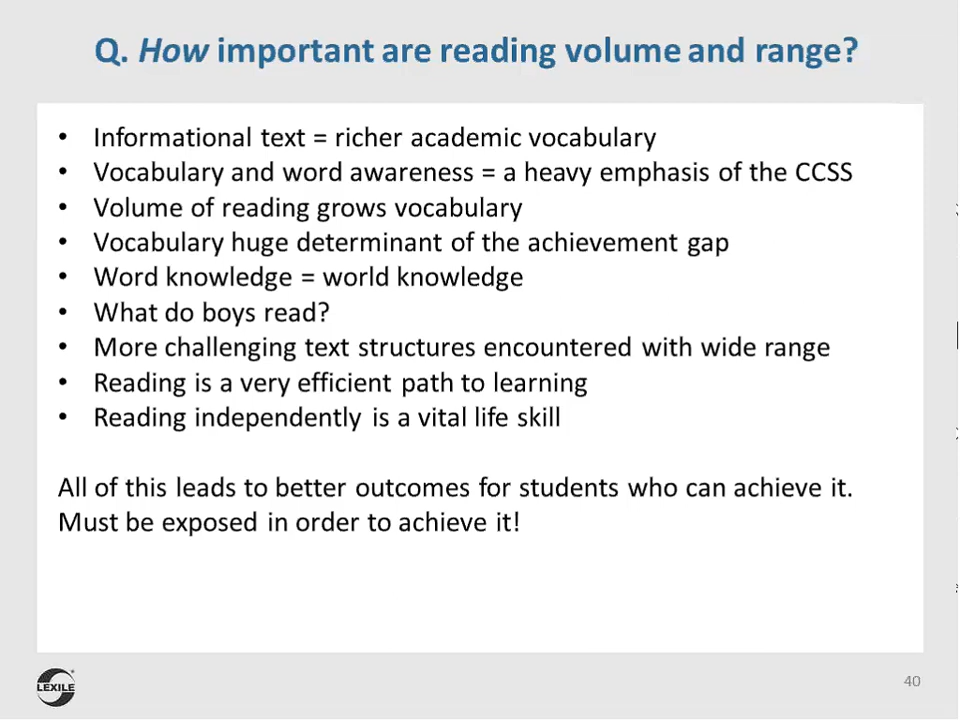 Q. How important are reading volume and range?
• Informational text = richer academic vocabulary
• Vocabulary and word awareness = a heavy emphasis of the CCSS
• Volume of reading grows vocabulary
• Vocabulary huge determinant of the achievement gap
• Word knowledge = world knowledge
• What do boys read?
• More challenging text structures encountered with wide range
• Reading is a very efficient path to learning
• Reading independently is a vital life skill
All of this leads to better outcomes for students who can achieve it.
Must be exposed in order to achieve it!
LEXILE
40